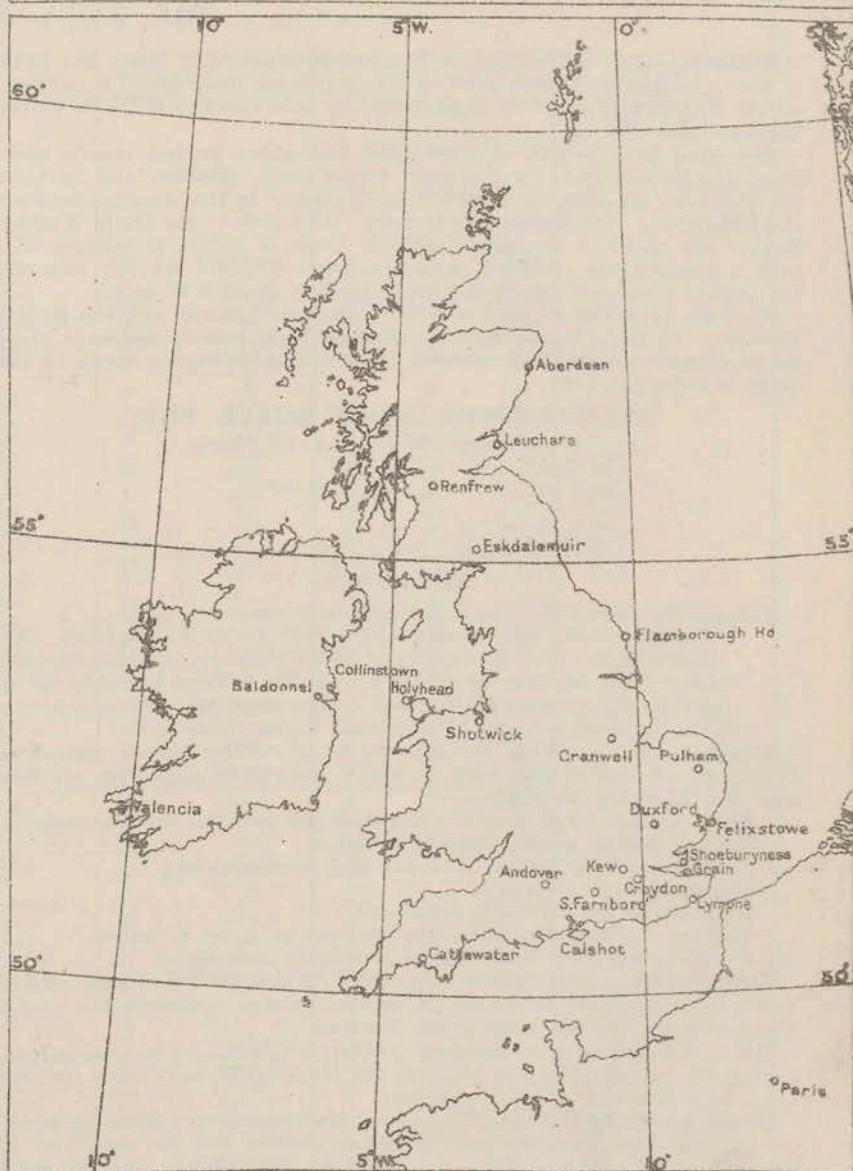 10° 5°W. 0°
60°
Aberdeen
Leuchars
Renfrew
55° 55°
Eskdalemuir
Flamborough Hd
Collinstown
Baldonnel Holyhead
Shotwick
Cranwell Pulham
Valencia
Duxford
Felixstowe
Shoeburyness
Andover Kew Grain
Croydon
S.Farnboro Lympne
Calshot
Cattewater
50° 50°
Paris
10° 5°W. 10°